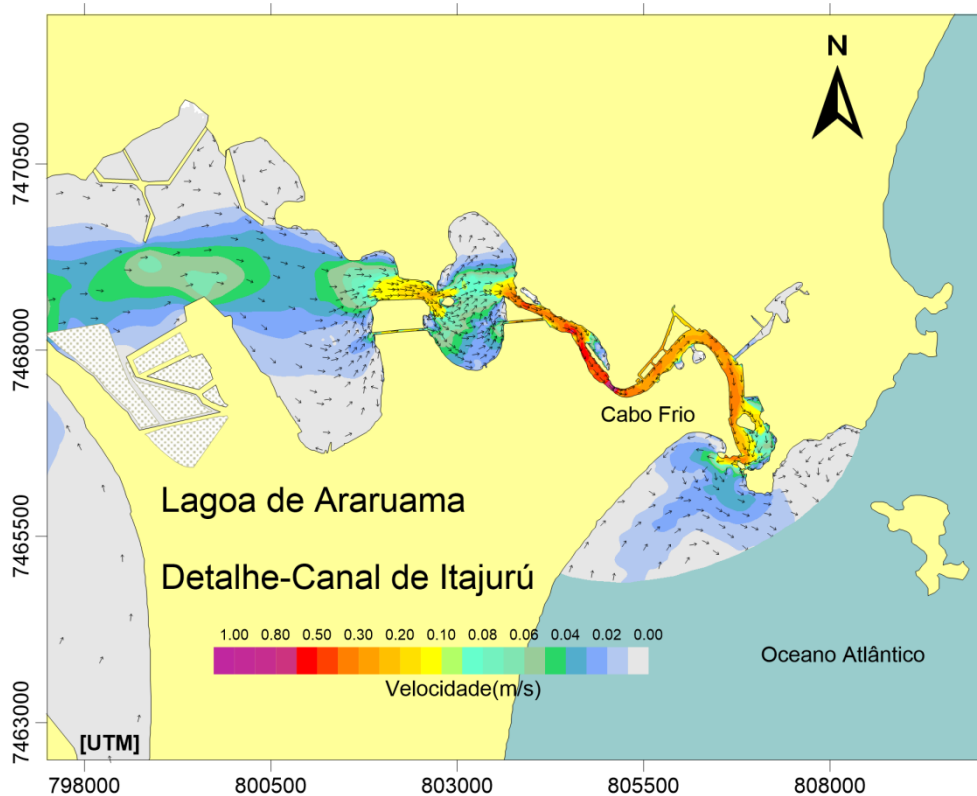 N
7470500
7468000
7465500
7463000
Cabo Frio
Lagoa de Araruama
Detalhe-Canal de Itajurú
1.00 0.80 0.50 0.30 0.20 0.10 0.08 0.06 0.04 0.02 0.00
Velocidade(m/s)
Oceano Atlântico
[UTM]
798000 800500 803000 805500 808000